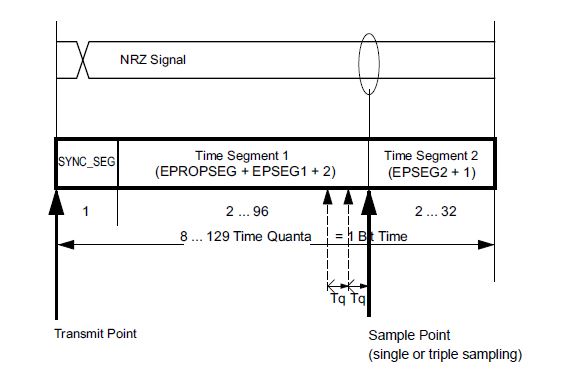 NRZ Signal
SYNC_SEG
Time Segment 1
(EPROPSEG + EPSEG1 + 2)
Time Segment 2
(EPSEG2 + 1)
1
2 ... 96
2 ... 32
8 ... 129 Time Quanta = 1 Bit Time
Tq Tq
Transmit Point
Sample Point
(single or triple sampling)